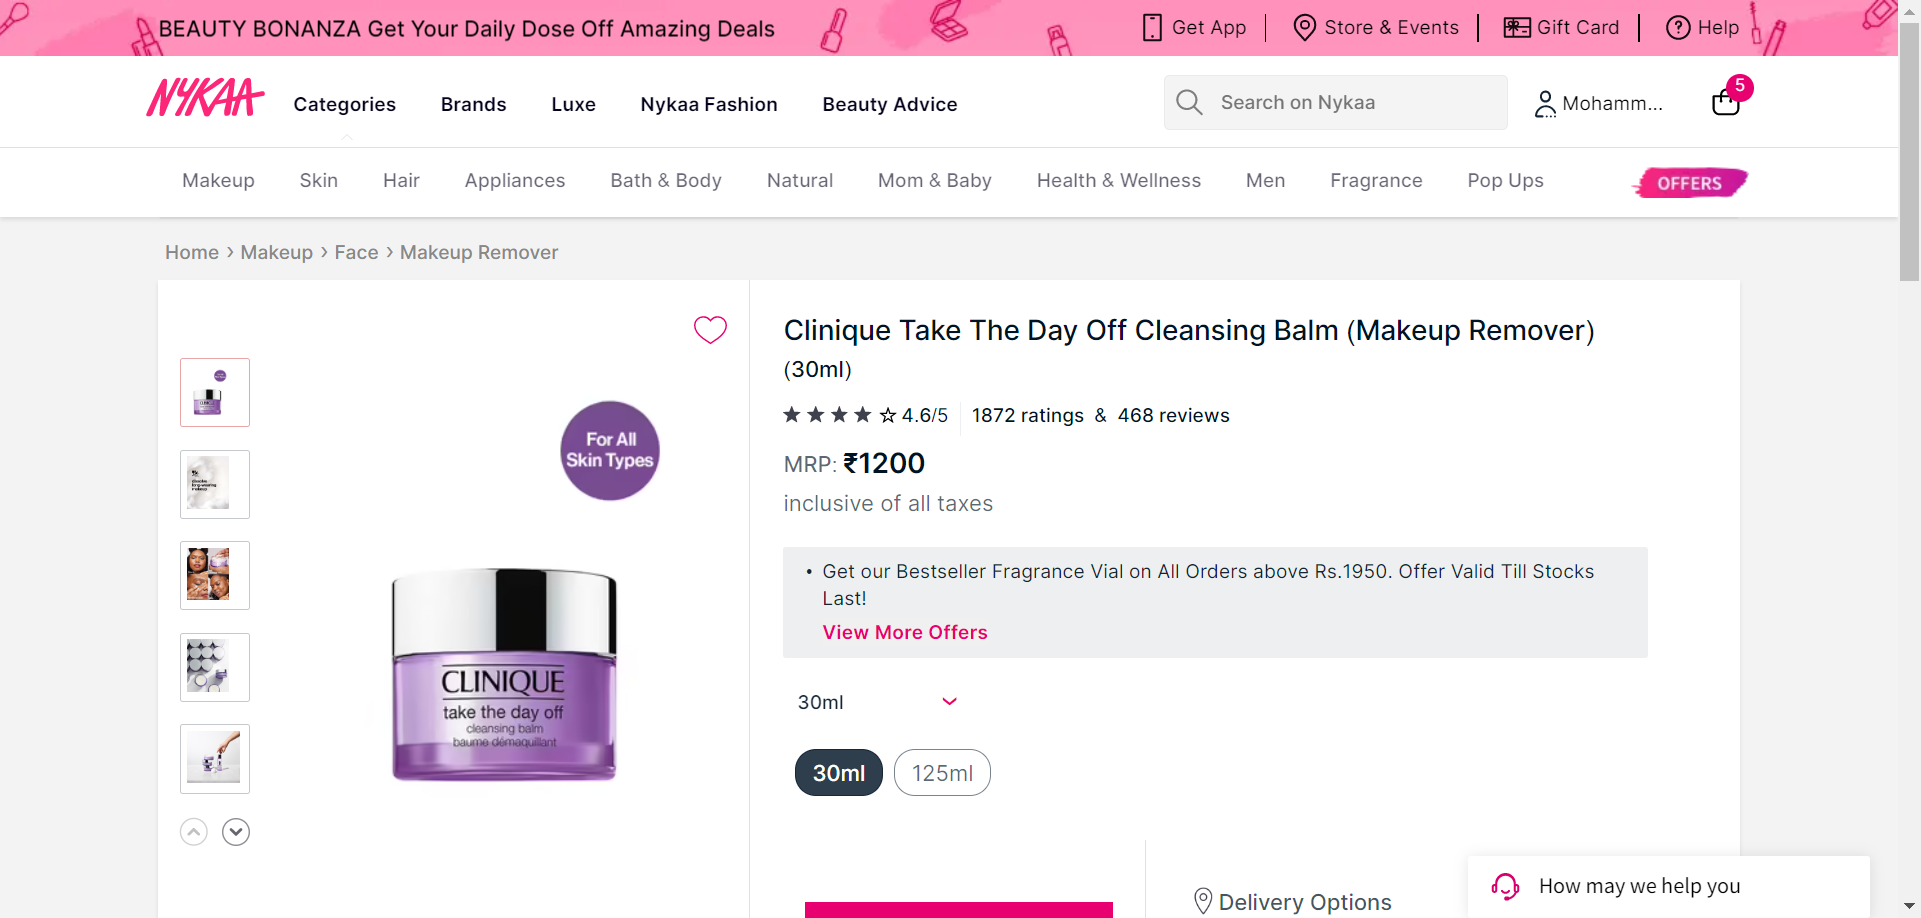 BEAUTY BONANZA Get Your Daily Dose Off Amazing Deals
Get App
Store & Events
Gift Card
Help
NYKAA
Categories
Brands
Luxe
Nykaa Fashion
Beauty Advice
Search on Nykaa
Mohamm...
5
Makeup
Skin
Hair
Appliances
Bath & Body
Natural
Mom & Baby
Health & Wellness
Men
Fragrance
Pop Ups
OFFERS
Home › Makeup › Face › Makeup Remover
For All
Skin Types
CLINIQUE
take the day off
cleansing balm
baume démaquillant
Clinique Take The Day Off Cleansing Balm (Makeup Remover)
(30ml)
4.6/5
1872 ratings & 468 reviews
MRP: ₹1200
inclusive of all taxes
• Get our Bestseller Fragrance Vial on All Orders above Rs.1950. Offer Valid Till Stocks
Last!
View More Offers
30ml
30ml
125ml
Delivery Options
How may we help you